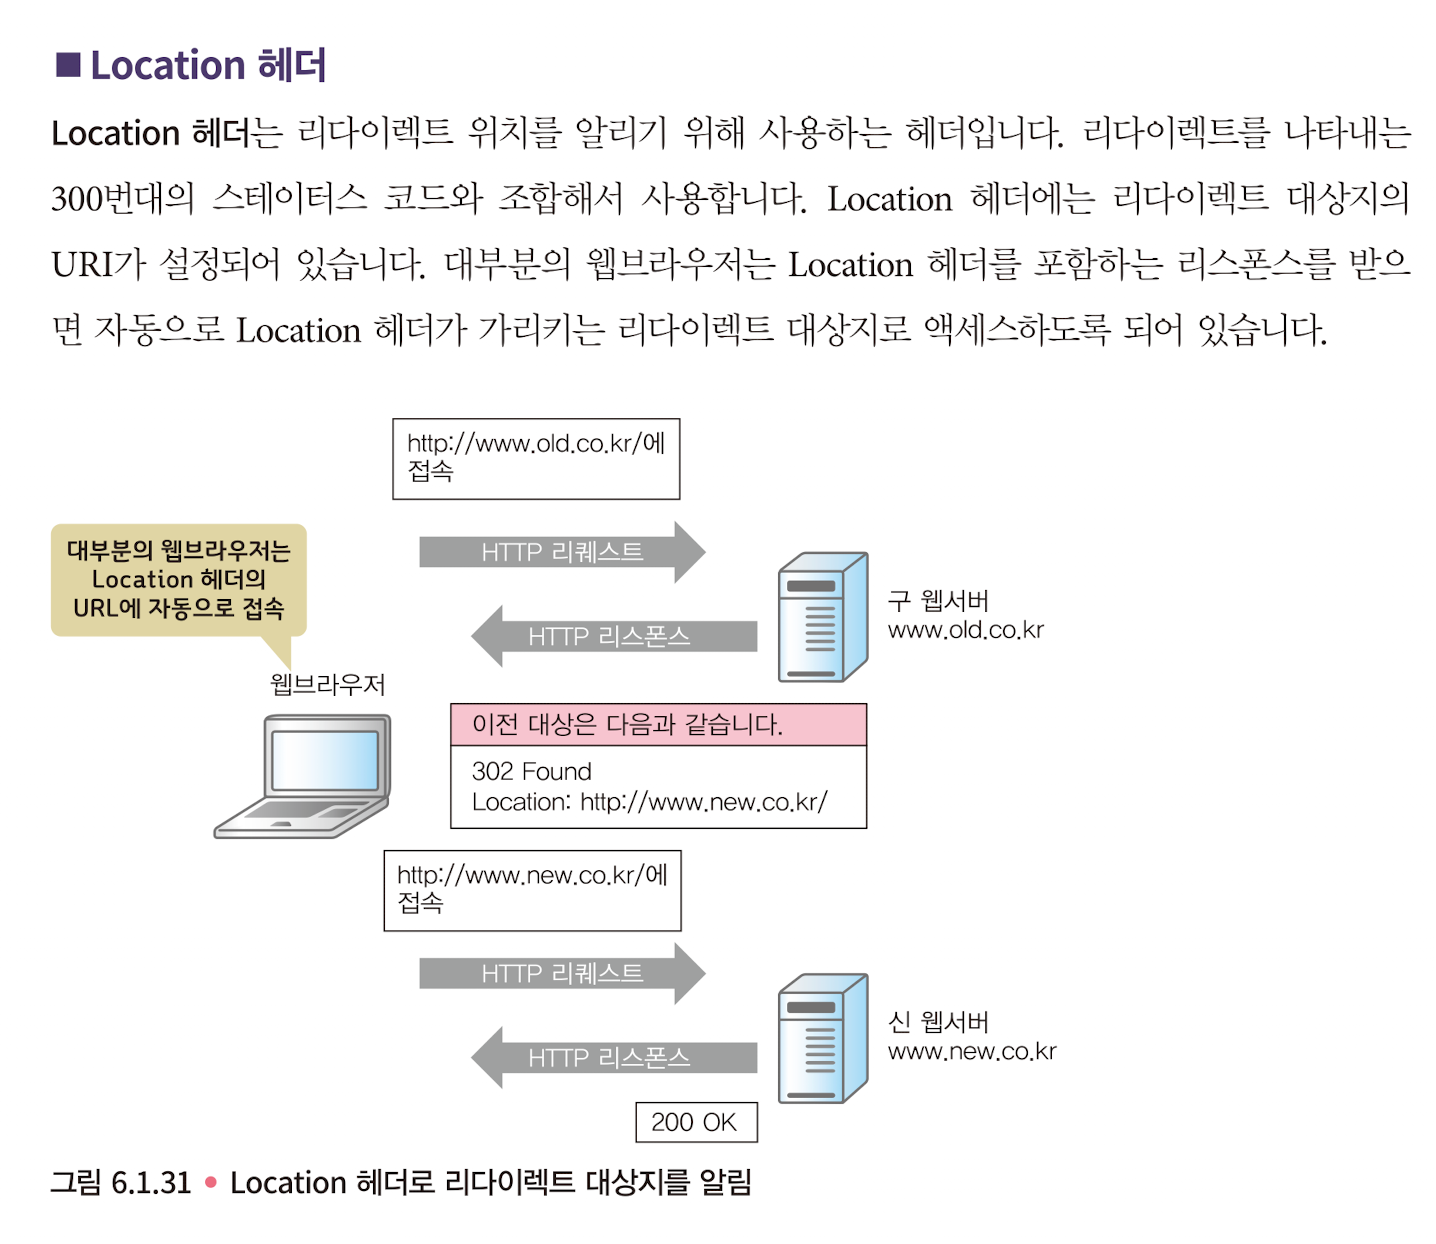 ■ Location 헤더
Location 헤더는 리다이렉트 위치를 알리기 위해 사용하는 헤더입니다. 리다이렉트를 나타내는
300번대의 스테이터스 코드와 조합해서 사용합니다. Location 헤더에는 리다이렉트 대상지의
URI가 설정되어 있습니다. 대부분의 웹브라우저는 Location 헤더를 포함하는 리스폰스를 받으
면 자동으로 Location 헤더가 가리키는 리다이렉트 대상지로 액세스하도록 되어 있습니다.
http://www.old.co.kr/에
접속
대부분의 웹브라우저는
Location 헤더의
URL에 자동으로 접속
HTTP 리퀘스트
HTTP 리스폰스
구 웹서버
www.old.co.kr
웹브라우저
이전 대상은 다음과 같습니다.
302 Found
Location: http://www.new.co.kr/
http://www.new.co.kr/에
접속
HTTP 리퀘스트
HTTP 리스폰스
신 웹서버
www.new.co.kr
200 OK
그림 6.1.31 • Location 헤더로 리다이렉트 대상지를 알림